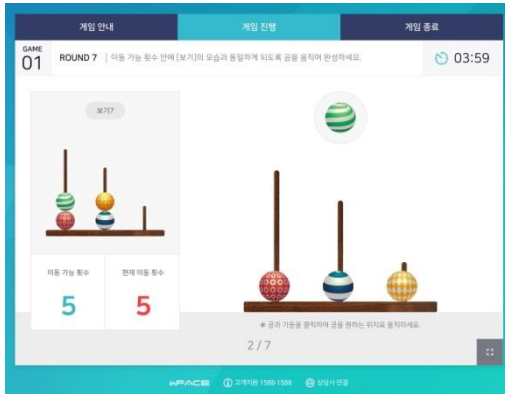 게임 안내
게임 진행
게임 종료
GAME
01
ROUND 7
이동 가능 횟수 안에 [보기]의 모습과 동일하게 되도록 공을 움직여 완성하세요.
03:59
보기7
이동 가능 횟수
현재 이동 횟수
5
5
※ 공과 기둥을 클릭하여 공을 원하는 위치로 움직이세요.
2 / 7
inFACE
고객지원 1588-1588
상담사 연결